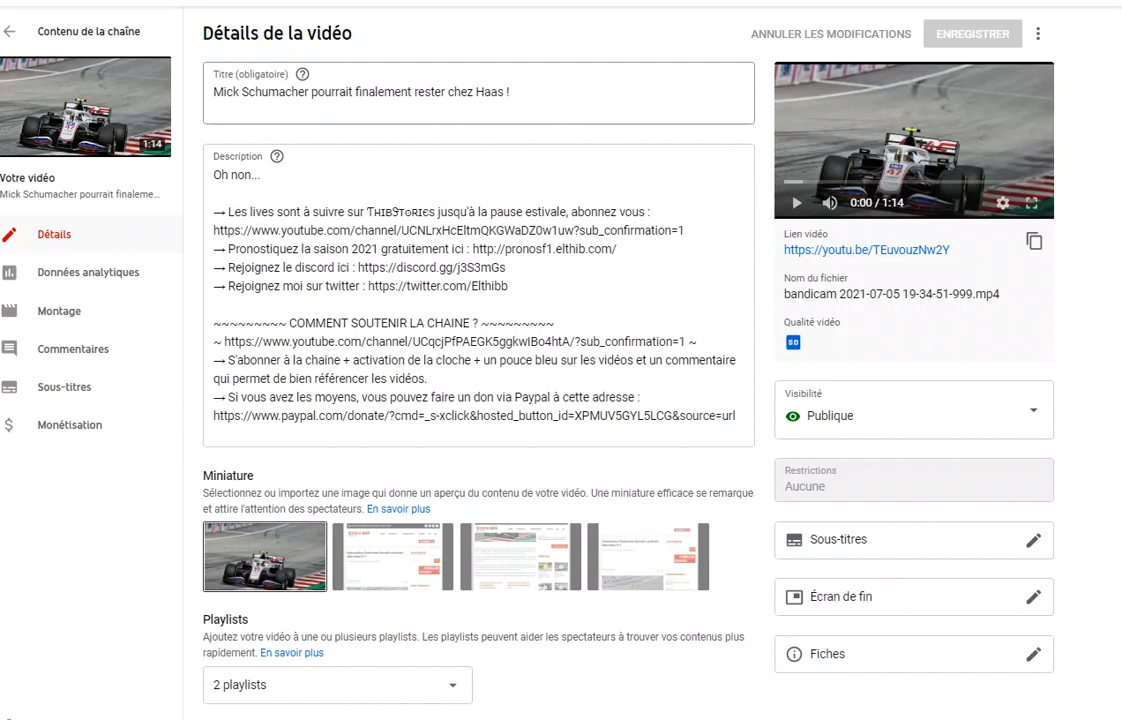 Contenu de la chaîne
Détails de la vidéo
ANNULER LES MODIFICATIONS
ENREGISTRER
1:14
Votre vidéo
Mick Schumacher pourrait finaleme...
Détails
Données analytiques
Montage
Commentaires
Sous-titres
Monétisation
Titre (obligatoire)
Mick Schumacher pourrait finalement rester chez Haas !
Description
Oh non...
→ Les lives sont à suivre sur ƬʜɪʙƼTᴏʀɪєs jusqu'à la pause estivale, abonnez vous :
https://www.youtube.com/channel/UCNLrxHcEltmQKGWaDZ0w1uw?sub_confirmation=1
→ Pronostiquez la saison 2021 gratuitement ici : http://pronosf1.elthib.com/
→ Rejoignez le discord ici : https://discord.gg/j3S3mGs
→ Rejoignez moi sur twitter : https://twitter.com/Elthibb
~~~~~~~~~ COMMENT SOUTENIR LA CHAINE ? ~~~~~~~~~
~ https://www.youtube.com/channel/UCqcjPfPAEGK5ggkwIBo4htA/?sub_confirmation=1 ~
→ S'abonner à la chaine + activation de la cloche + un pouce bleu sur les vidéos et un commentaire
qui permet de bien référencer les vidéos.
→ Si vous avez les moyens, vous pouvez faire un don via Paypal à cette adresse :
https://www.paypal.com/donate/?cmd=_s-xclick&hosted_button_id=XPMUV5GYL5LCG&source=url
Miniature
Sélectionnez ou importez une image qui donne un aperçu du contenu de votre vidéo. Une miniature efficace se remarque
et attire l'attention des spectateurs. En savoir plus
Playlists
Ajoutez votre vidéo à une ou plusieurs playlists. Les playlists peuvent aider les spectateurs à trouver vos contenus plus
rapidement. En savoir plus
2 playlists
47
0:00 / 1:14
Lien vidéo
https://youtu.be/TEuvouzNw2Y
Nom du fichier
bandicam 2021-07-05 19-34-51-999.mp4
Qualité vidéo
SD
Visibilité
Publique
Restrictions
Aucune
Sous-titres
Écran de fin
Fiches